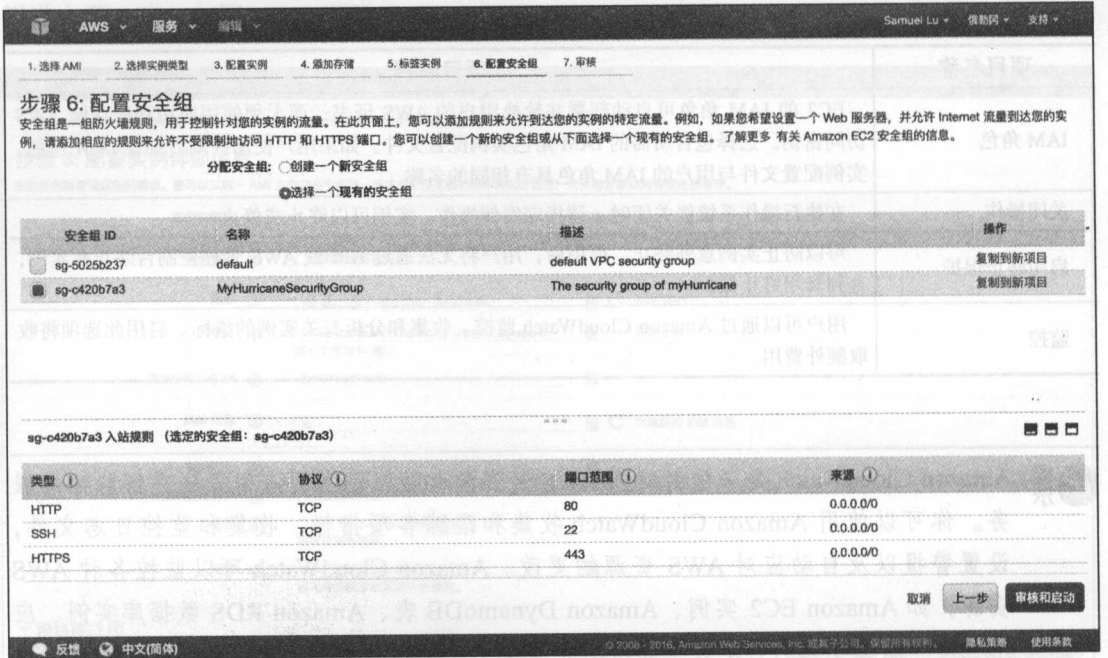 AWS 服务 编辑 Samuel Lu 俄勒冈 支持
1. 选择 AMI 2. 选择实例类型 3. 配置实例 4. 添加存储 5. 标签实例 6. 配置安全组 7. 审核
步骤 6: 配置安全组
安全组是一组防火墙规则，用于控制针对您的实例的流量。在此页面上，您可以添加规则来允许到达您的实例的特定流量。例如，如果您希望设置一个 Web 服务器，并允许 Internet 流量到达您的实
例，请添加相应的规则来允许不受限制地访问 HTTP 和 HTTPS 端口。您可以创建一个新的安全组或从下面选择一个现有的安全组。了解更多 有关 Amazon EC2 安全组的信息。
分配安全组: 创建一个新安全组
选择一个现有的安全组
安全组 ID 名称 描述 操作
sg-5025b237 default default VPC security group 复制到新项目
sg-c420b7a3 MyHurricaneSecurityGroup The security group of myHurricane 复制到新项目
sg-c420b7a3 入站规则 （选定的安全组：sg-c420b7a3）
类型 协议 端口范围 来源
HTTP TCP 80 0.0.0.0/0
SSH TCP 22 0.0.0.0/0
HTTPS TCP 443 0.0.0.0/0
取消 上一步 审核和启动
反馈 中文(简体) © 2008 - 2016, Amazon Web Services, Inc. 或其子公司。保留所有权利。 隐私策略 使用条款